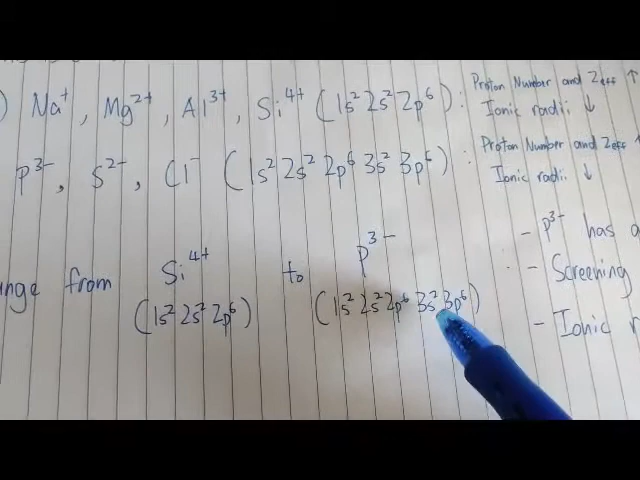 ) Na⁺, Mg²⁺, Al³⁺, Si⁴⁺ (1s² 2s² 2p⁶) : Proton Number and Zeff ↑
Ionic radii ↓
P³⁻, S²⁻, Cl⁻ (1s² 2s² 2p⁶ 3s² 3p⁶) : Proton Number and Zeff ↑
Ionic radii ↓
from Si⁴⁺ to P³⁻
(1s² 2s² 2p⁶) (1s² 2s² 2p⁶ 3s² 3p⁶)
- P³⁻ has a
- Screening
- Ionic r